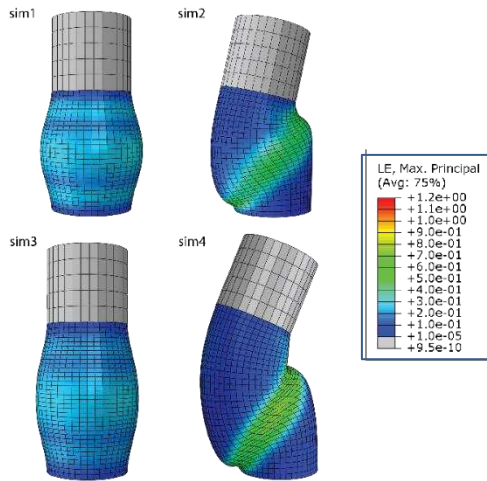 sim1
sim2
LE, Max. Principal
(Avg: 75%)
+1.2e+00
+1.1e+00
+1.0e+00
+9.0e-01
+8.0e-01
+7.0e-01
+6.0e-01
+5.0e-01
+4.0e-01
+3.0e-01
+2.0e-01
+1.0e-01
+1.0e-05
+9.5e-10
sim3
sim4